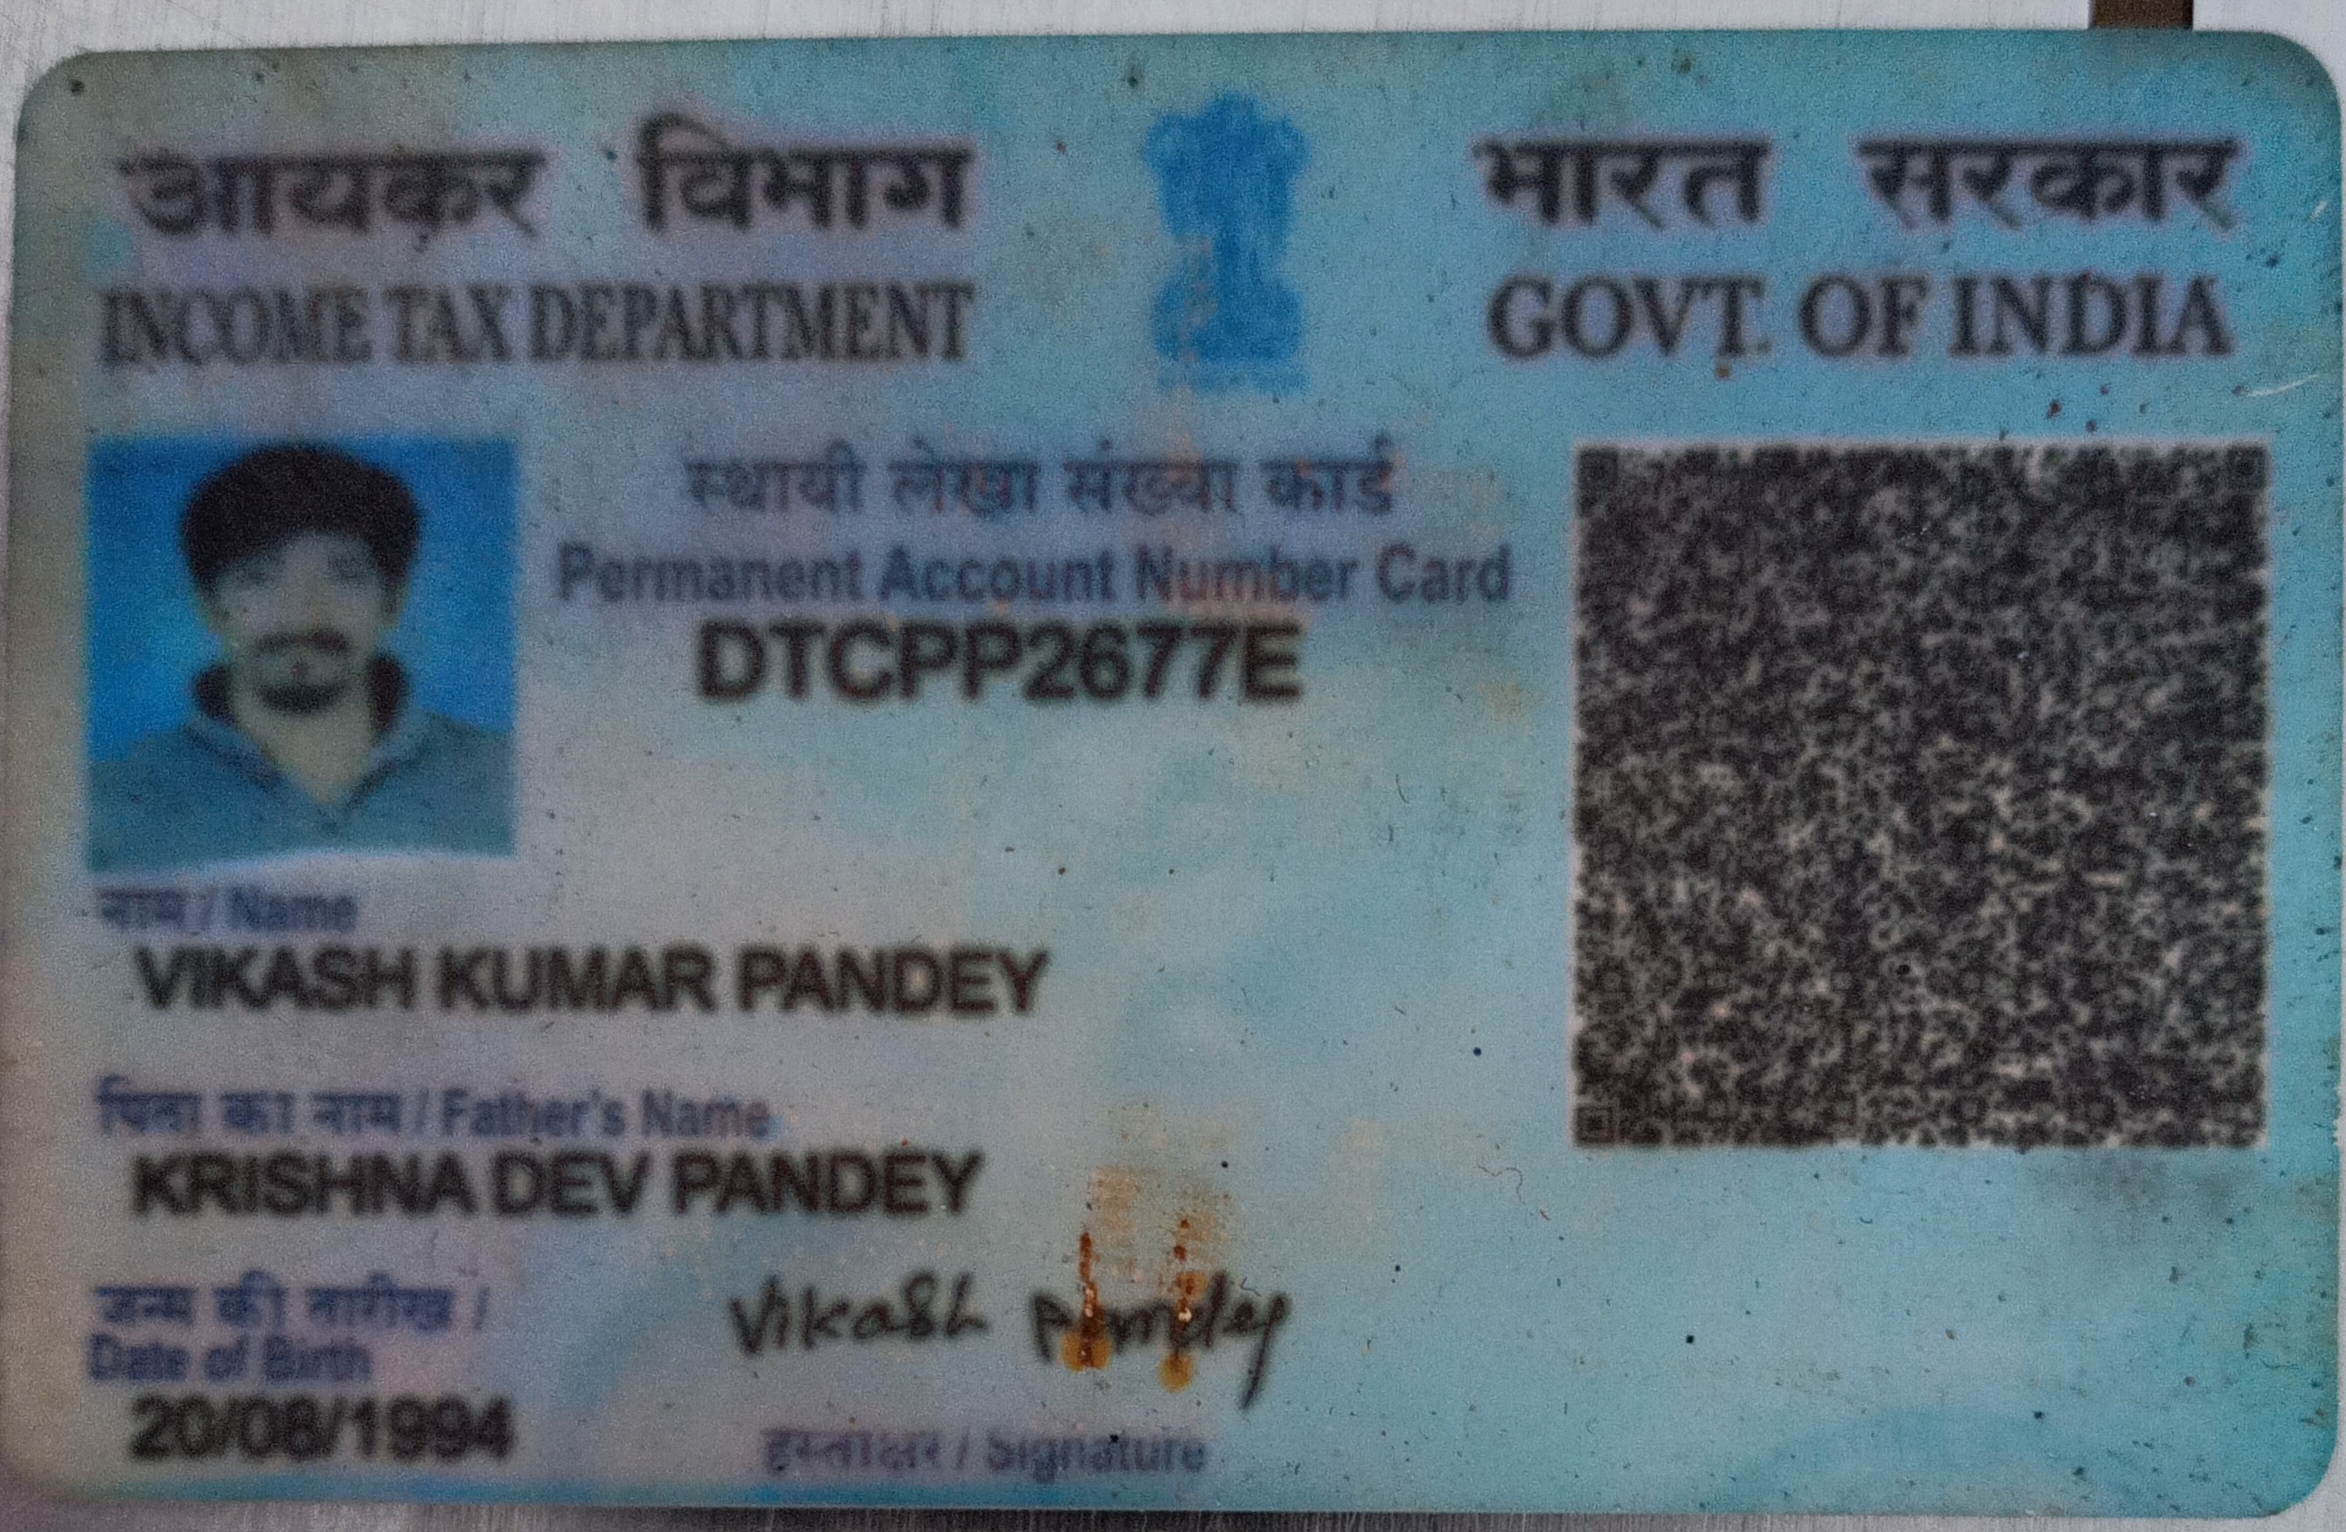 आयकर विभाग
INCOME TAX DEPARTMENT
भारत सरकार
GOVT. OF INDIA
स्थायी लेखा संख्या कार्ड
Permanent Account Number Card
DTCPP2677E
नाम / Name
VIKASH KUMAR PANDEY
पिता का नाम / Father's Name
KRISHNA DEV PANDEY
जन्म की तारीख /
Date of Birth
20/08/1994
Vikash Pandey
हस्ताक्षर / Signature